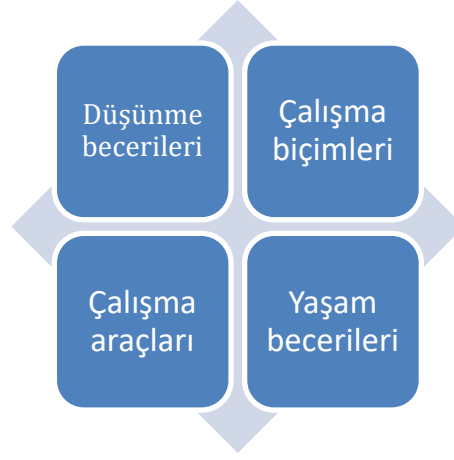 Düşünme
becerileri
Çalışma
biçimleri
Çalışma
araçları
Yaşam
becerileri